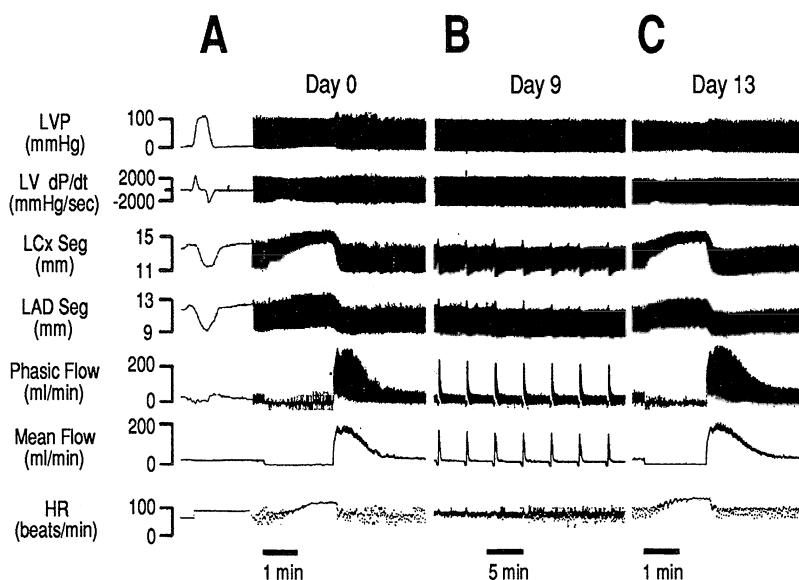 A B C
Day 0 Day 9 Day 13
LVP
(mmHg)
100
0
LV dP/dt
(mmHg/sec)
2000
-2000
LCx Seg
(mm)
15
11
LAD Seg
(mm)
13
9
Phasic Flow
(ml/min)
200
0
Mean Flow
(ml/min)
200
0
HR
(beats/min)
100
0
1 min 5 min 1 min